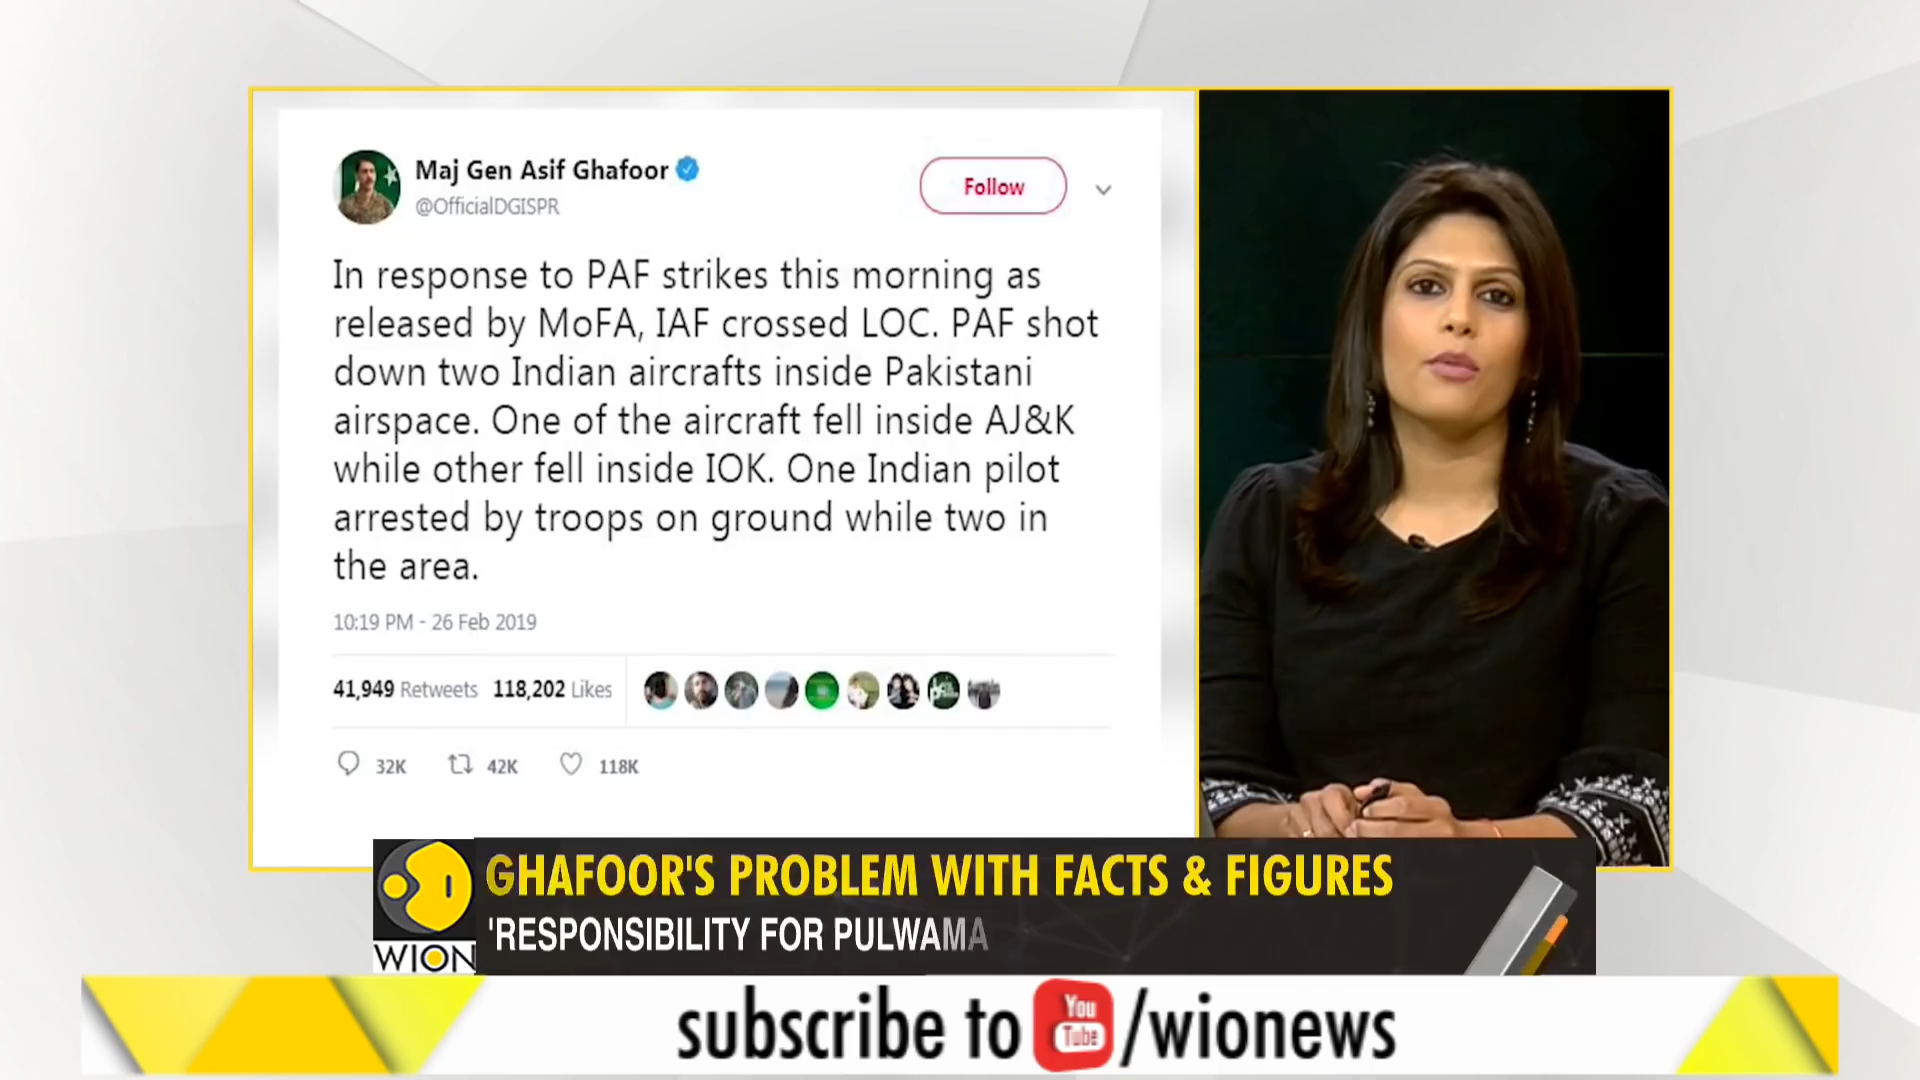 Maj Gen Asif Ghafoor
@OfficialDGISPR
Follow
In response to PAF strikes this morning as
released by MoFA, IAF crossed LOC. PAF shot
down two Indian aircrafts inside Pakistani
airspace. One of the aircraft fell inside AJ&K
while other fell inside IOK. One Indian pilot
arrested by troops on ground while two in
the area.
10:19 PM - 26 Feb 2019
41,949 Retweets 118,202 Likes
32K 42K 118K
GHAFOOR'S PROBLEM WITH FACTS & FIGURES
'RESPONSIBILITY FOR PULWAMA
WION
subscribe to You Tube /wionews